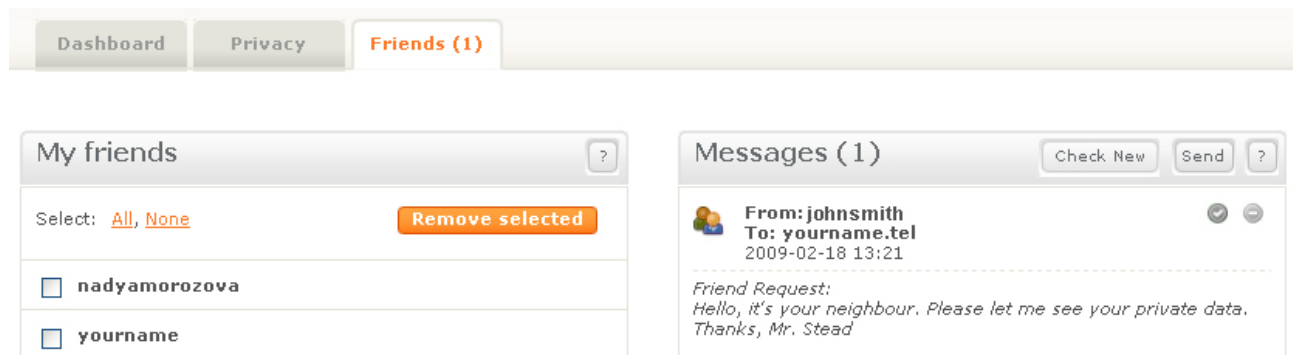 Dashboard Privacy Friends (1)
My friends ?
Select: All, None Remove selected
nadyamorozova
yourname
Messages (1) Check New Send ?
From: johnsmith
To: yourname.tel
2009-02-18 13:21
Friend Request:
Hello, it's your neighbour. Please let me see your private data.
Thanks, Mr. Stead